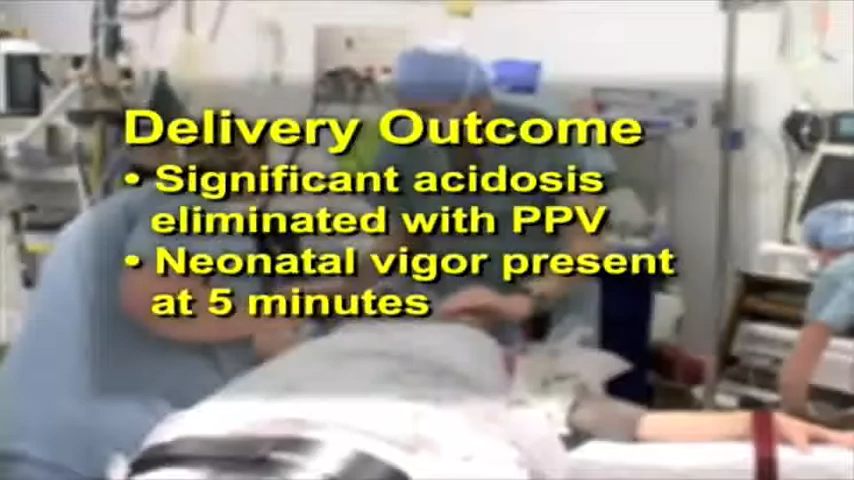 Delivery Outcome
• Significant acidosis
eliminated with PPV
• Neonatal vigor present
at 5 minutes